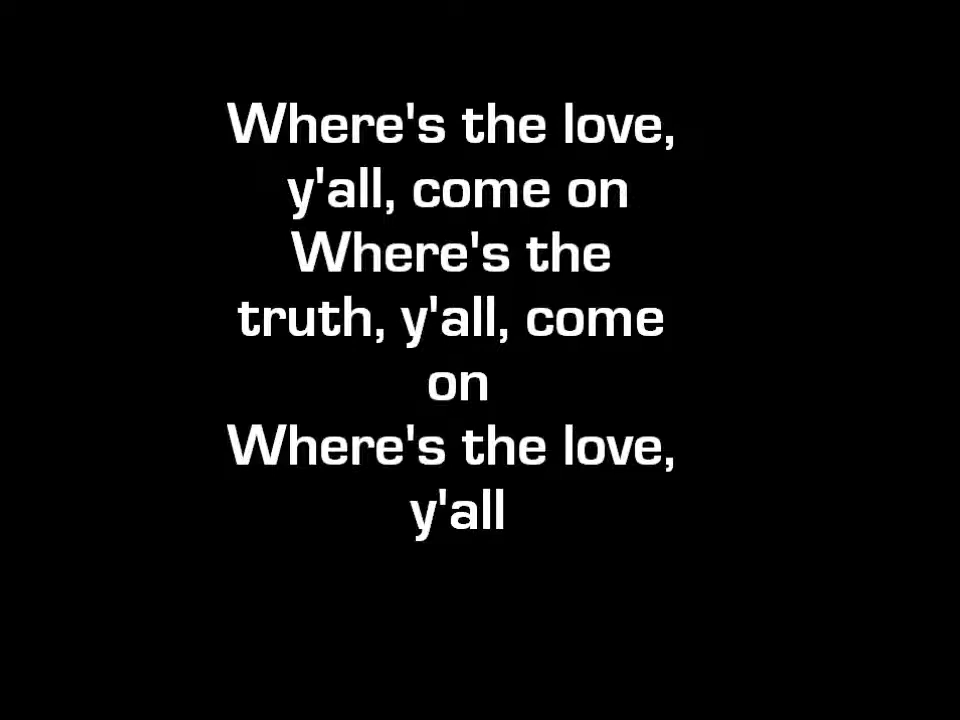 Where's the love,
y'all, come on
Where's the
truth, y'all, come
on
Where's the love,
y'all